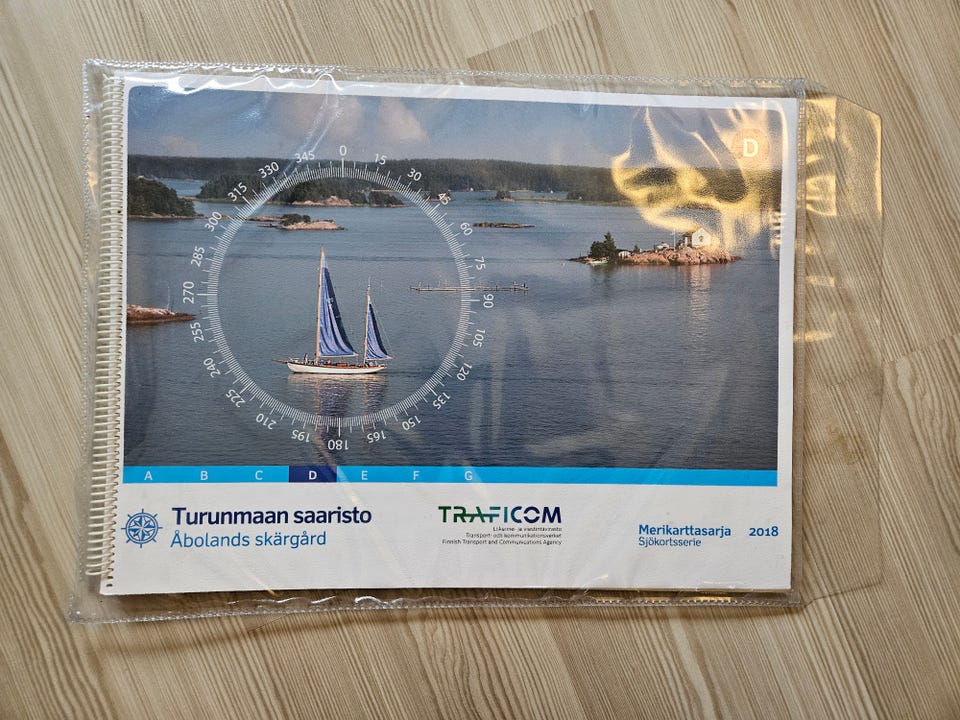 D
0
15
30
45
60
75
90
105
120
135
150
165
180
195
210
225
240
255
270
285
300
315
330
345
A B C D E F G
Turunmaan saaristo
Åbolands skärgård
TRAFICOM
Liikenne- ja viestintävirasto
Transport- och kommunikationsverket
Finnish Transport and Communications Agency
Merikarttasarja 2018
Sjökortsserie